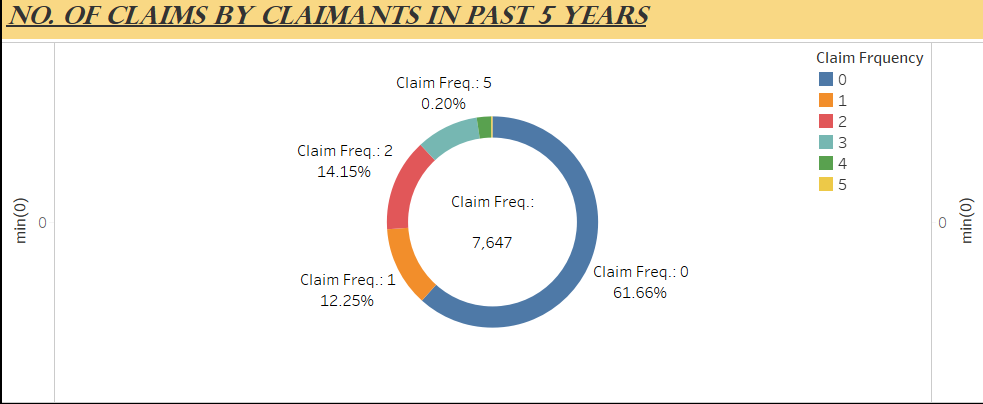 NO. OF CLAIMS BY CLAIMANTS IN PAST 5 YEARS
Claim Frquency
0
1
2
3
4
5
Claim Freq.: 5
0.20%
Claim Freq.: 2
14.15%
Claim Freq.:
7,647
Claim Freq.: 1
12.25%
Claim Freq.: 0
61.66%
min(0)
0
0
min(0)